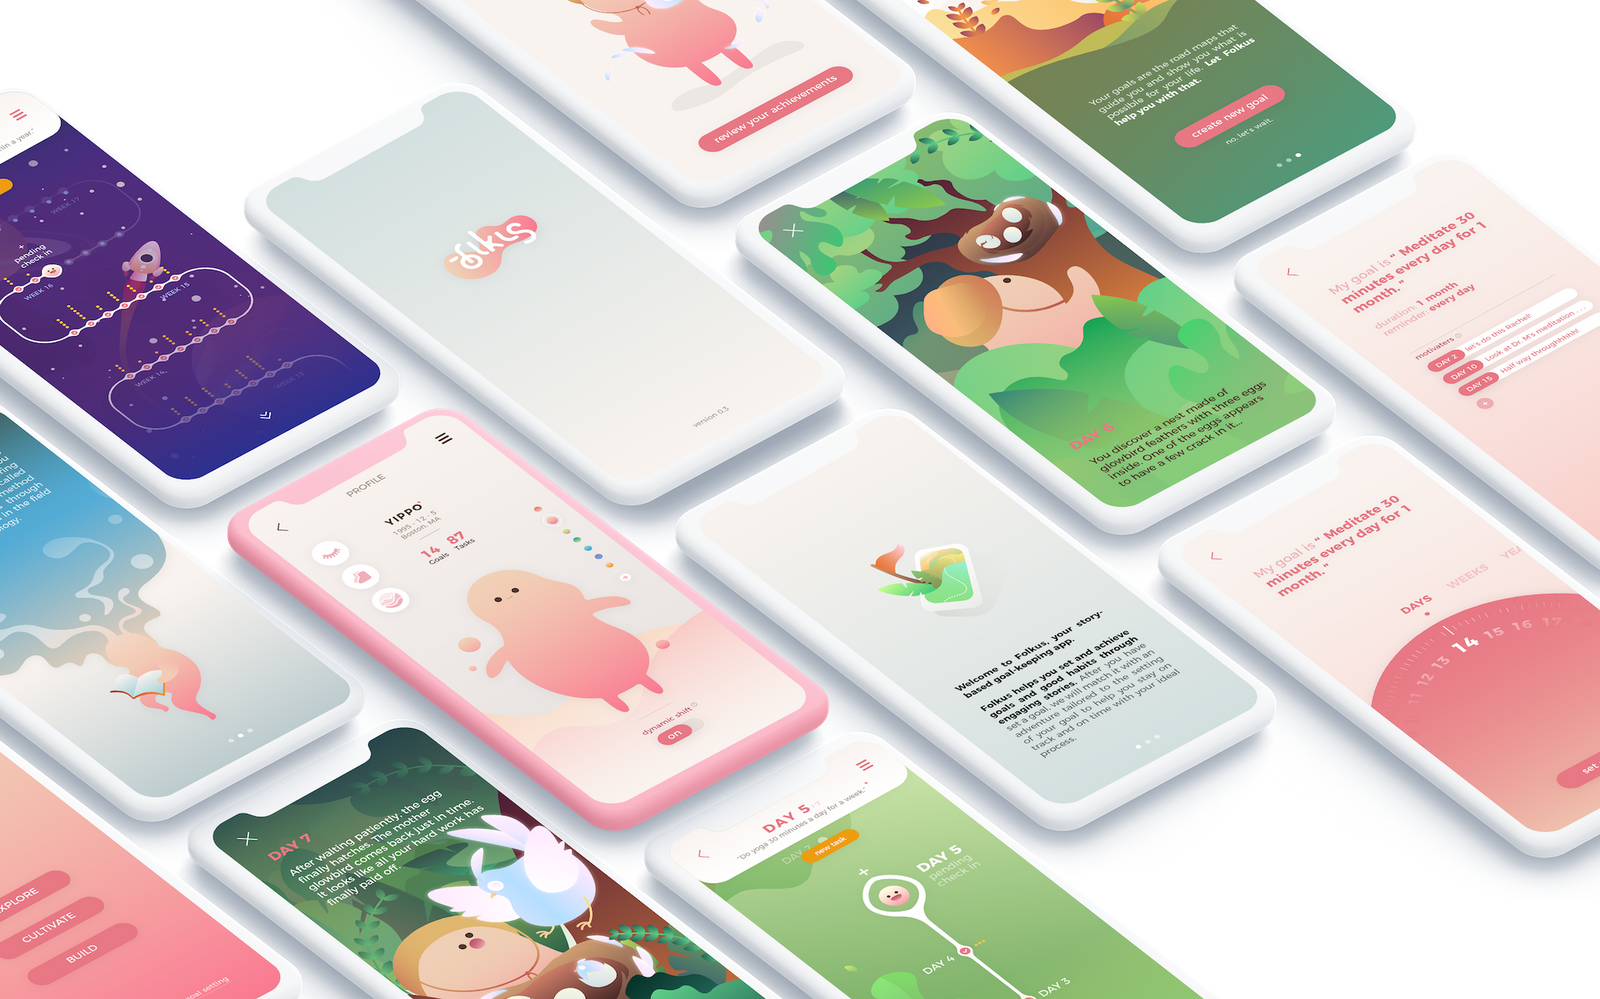 review your achievements
Your goals are the road maps that
guide you and show you what is
possible for your life. Let Folkus
help you with that.
create new goal
no, let's wait.
in a year."
WEEK 17
+
pending
check in
WEEK 16
WEEK 15
WEEK 14
WEEK 13
folkus
version 0.3
DAY 6
You discover a nest made of
glowbird feathers with three eggs
inside. One of the eggs appears
to have a few crack in it...
My goal is " Meditate 30
minutes every day for 1
month."
duration: 1 month
reminder: every day
motivaters
DAY 2 let's do this Rachel!
DAY 10 Look at Dr. M's meditation ...
DAY 15 Half way throughhhhh!
+
called
method
through
in the field
PROFILE
YIPPO
1995 . 12 . 5
Boston, MA
14 87
Goals Tasks
dynamic shift
on
Welcome to Folkus, your story-
based goal-keeping app.
Folkus helps you set and achieve
goals and good habits through
engaging stories. After you have
set a goal, we will match it with an
adventure tailored to the setting
of your goal to help you stay on
track and on time with your ideal
process.
My goal is " Meditate 30
minutes every day for 1
month."
DAYS WEEKS YEA
11 12 13 14 15 16 17
set
EXPLORE
CULTIVATE
BUILD
goal setting
DAY 7
After waiting patiently, the egg
finally hatches. The mother
glowbird comes back just in time.
It looks like all your hard work has
finally paid off.
DAY 5 /7
"Do yoga 30 minutes a day for a week."
new task
+
DAY 5
pending
check in
DAY 4
DAY 3